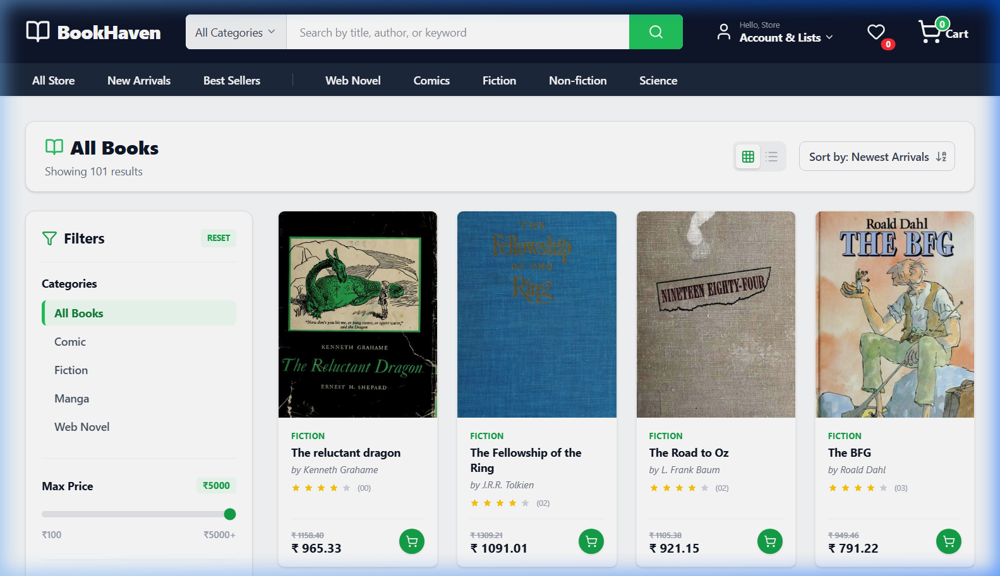 BookHaven
All Categories
Search by title, author, or keyword
Hello, Store
Account & Lists
0
0
Cart
All Store
New Arrivals
Best Sellers
Web Novel
Comics
Fiction
Non-fiction
Science
All Books
Showing 101 results
Sort by: Newest Arrivals
Filters
RESET
Categories
All Books
Comic
Fiction
Manga
Web Novel
Max Price
₹5000
₹100
₹5000+
"Now don't you bite me, or bung stones, or squirt water,"
said the Dragon
KENNETH GRAHAME
The Reluctant Dragon
ERNEST H. SHEPARD
FICTION
The reluctant dragon
by Kenneth Grahame
(00)
₹ 1158.40
₹ 965.33
THE
Fellowship
OF THE
Ring
FICTION
The Fellowship of the
Ring
by J.R.R. Tolkien
(02)
₹ 1309.21
₹ 1091.01
NINETEEN EIGHTY-FOUR
FICTION
The Road to Oz
by L. Frank Baum
(02)
₹ 1105.38
₹ 921.15
Roald Dahl
THE BFG
FICTION
The BFG
by Roald Dahl
(03)
₹ 949.46
₹ 791.22